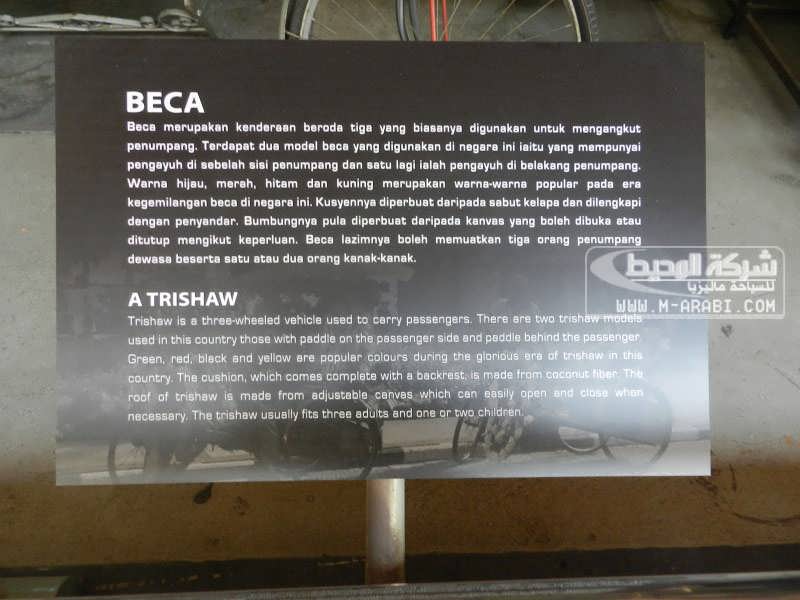 BECA
Beca merupakan kenderaan beroda tiga yang biasanya digunakan untuk mengangkut
penumpang. Terdapat dua model beca yang digunakan di negara ini iaitu yang mempunyai
pengayuh di sebelah sisi penumpang dan satu lagi ialah pengayuh di belakang penumpang.
Warna hijau, merah, hitam dan kuning merupakan warna-warna popular pada era
kegemilangan beca di negara ini. Kusyennya diperbuat daripada sabut kelapa dan dilengkapi
dengan penyandar. Bumbungnya pula diperbuat daripada kanvas yang boleh dibuka atau
ditutup mengikut keperluan. Beca lazimnya boleh memuatkan tiga orang penumpang
dewasa beserta satu atau dua orang kanak-kanak.
شركة الوحيط
للسياحة ماليزيا
WWW.M-ARABI.COM
A TRISHAW
Trishaw is a three-wheeled vehicle used to carry passengers. There are two trishaw models
used in this country those with paddle on the passenger side and paddle behind the passenger.
Green, red, black and yellow are popular colours during the glorious era of trishaw in this
country. The cushion, which comes complete with a backrest, is made from coconut fiber. The
roof of trishaw is made from adjustable canvas which can easily open and close when
necessary. The trishaw usually fits three adults and one or two children.